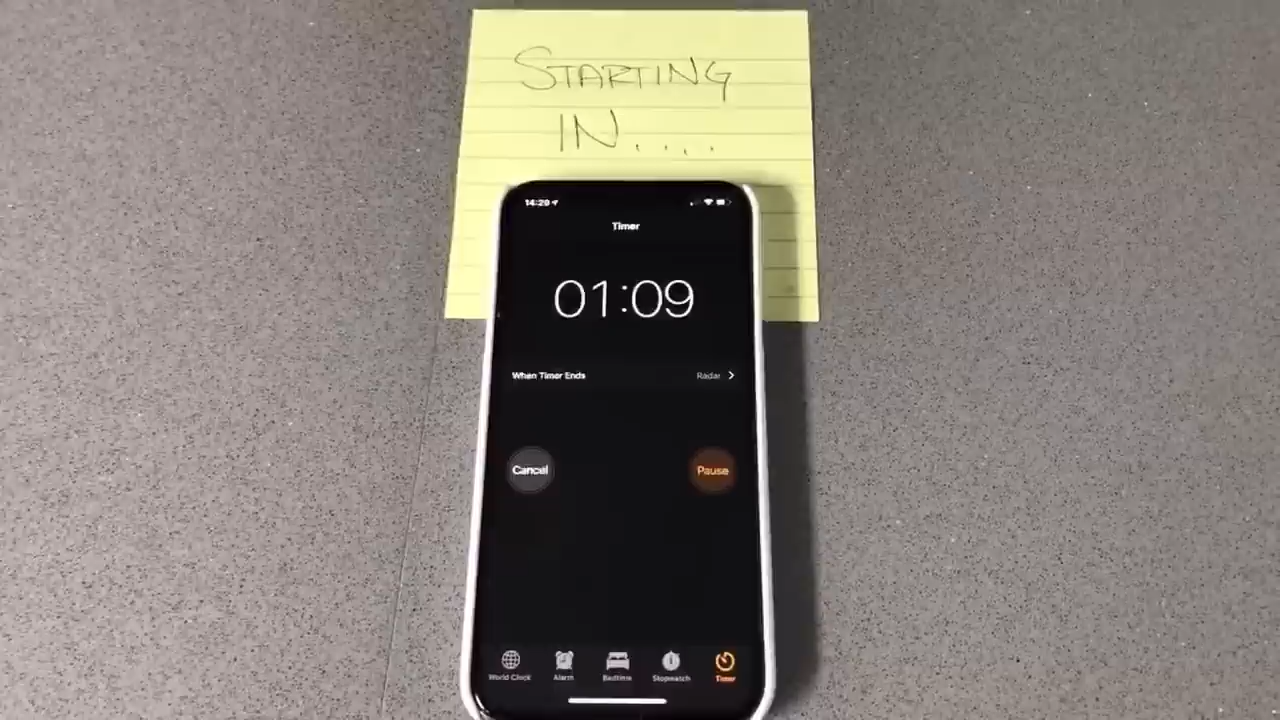 STARTING
IN....
14:29
Timer
01:09
When Timer Ends Radar
Cancel Pause
World Clock Alarm Bedtime Stopwatch Timer